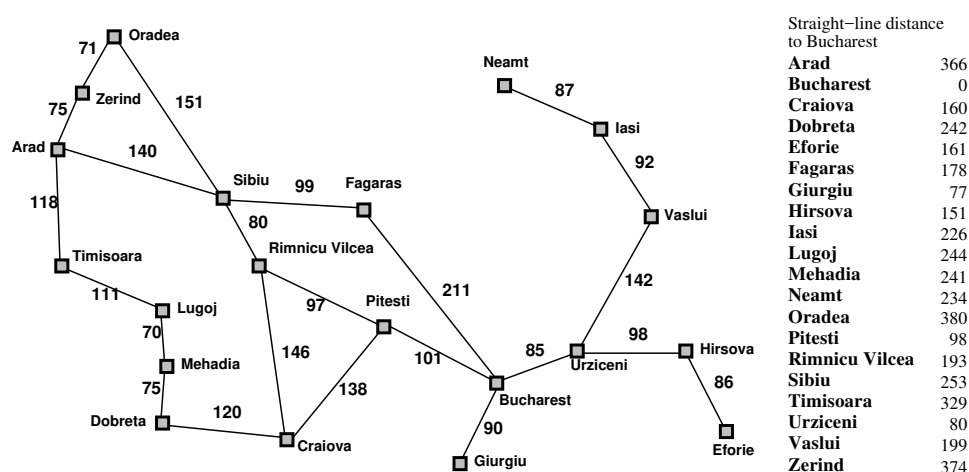 Oradea
71
Zerind
151
75
Arad
140
118
Sibiu
99
Fagaras
80
Rimnicu Vilcea
Timisoara
111
Lugoj
70
Mehadia
75
Dobreta
120
Craiova
146
97
Pitesti
138
101
211
Bucharest
90
Giurgiu
85
Urziceni
98
Hirsova
86
Eforie
142
Vaslui
92
Iasi
87
Neamt
Straight−line distance
to Bucharest
Arad 366
Bucharest 0
Craiova 160
Dobreta 242
Eforie 161
Fagaras 178
Giurgiu 77
Hirsova 151
Iasi 226
Lugoj 244
Mehadia 241
Neamt 234
Oradea 380
Pitesti 98
Rimnicu Vilcea 193
Sibiu 253
Timisoara 329
Urziceni 80
Vaslui 199
Zerind 374